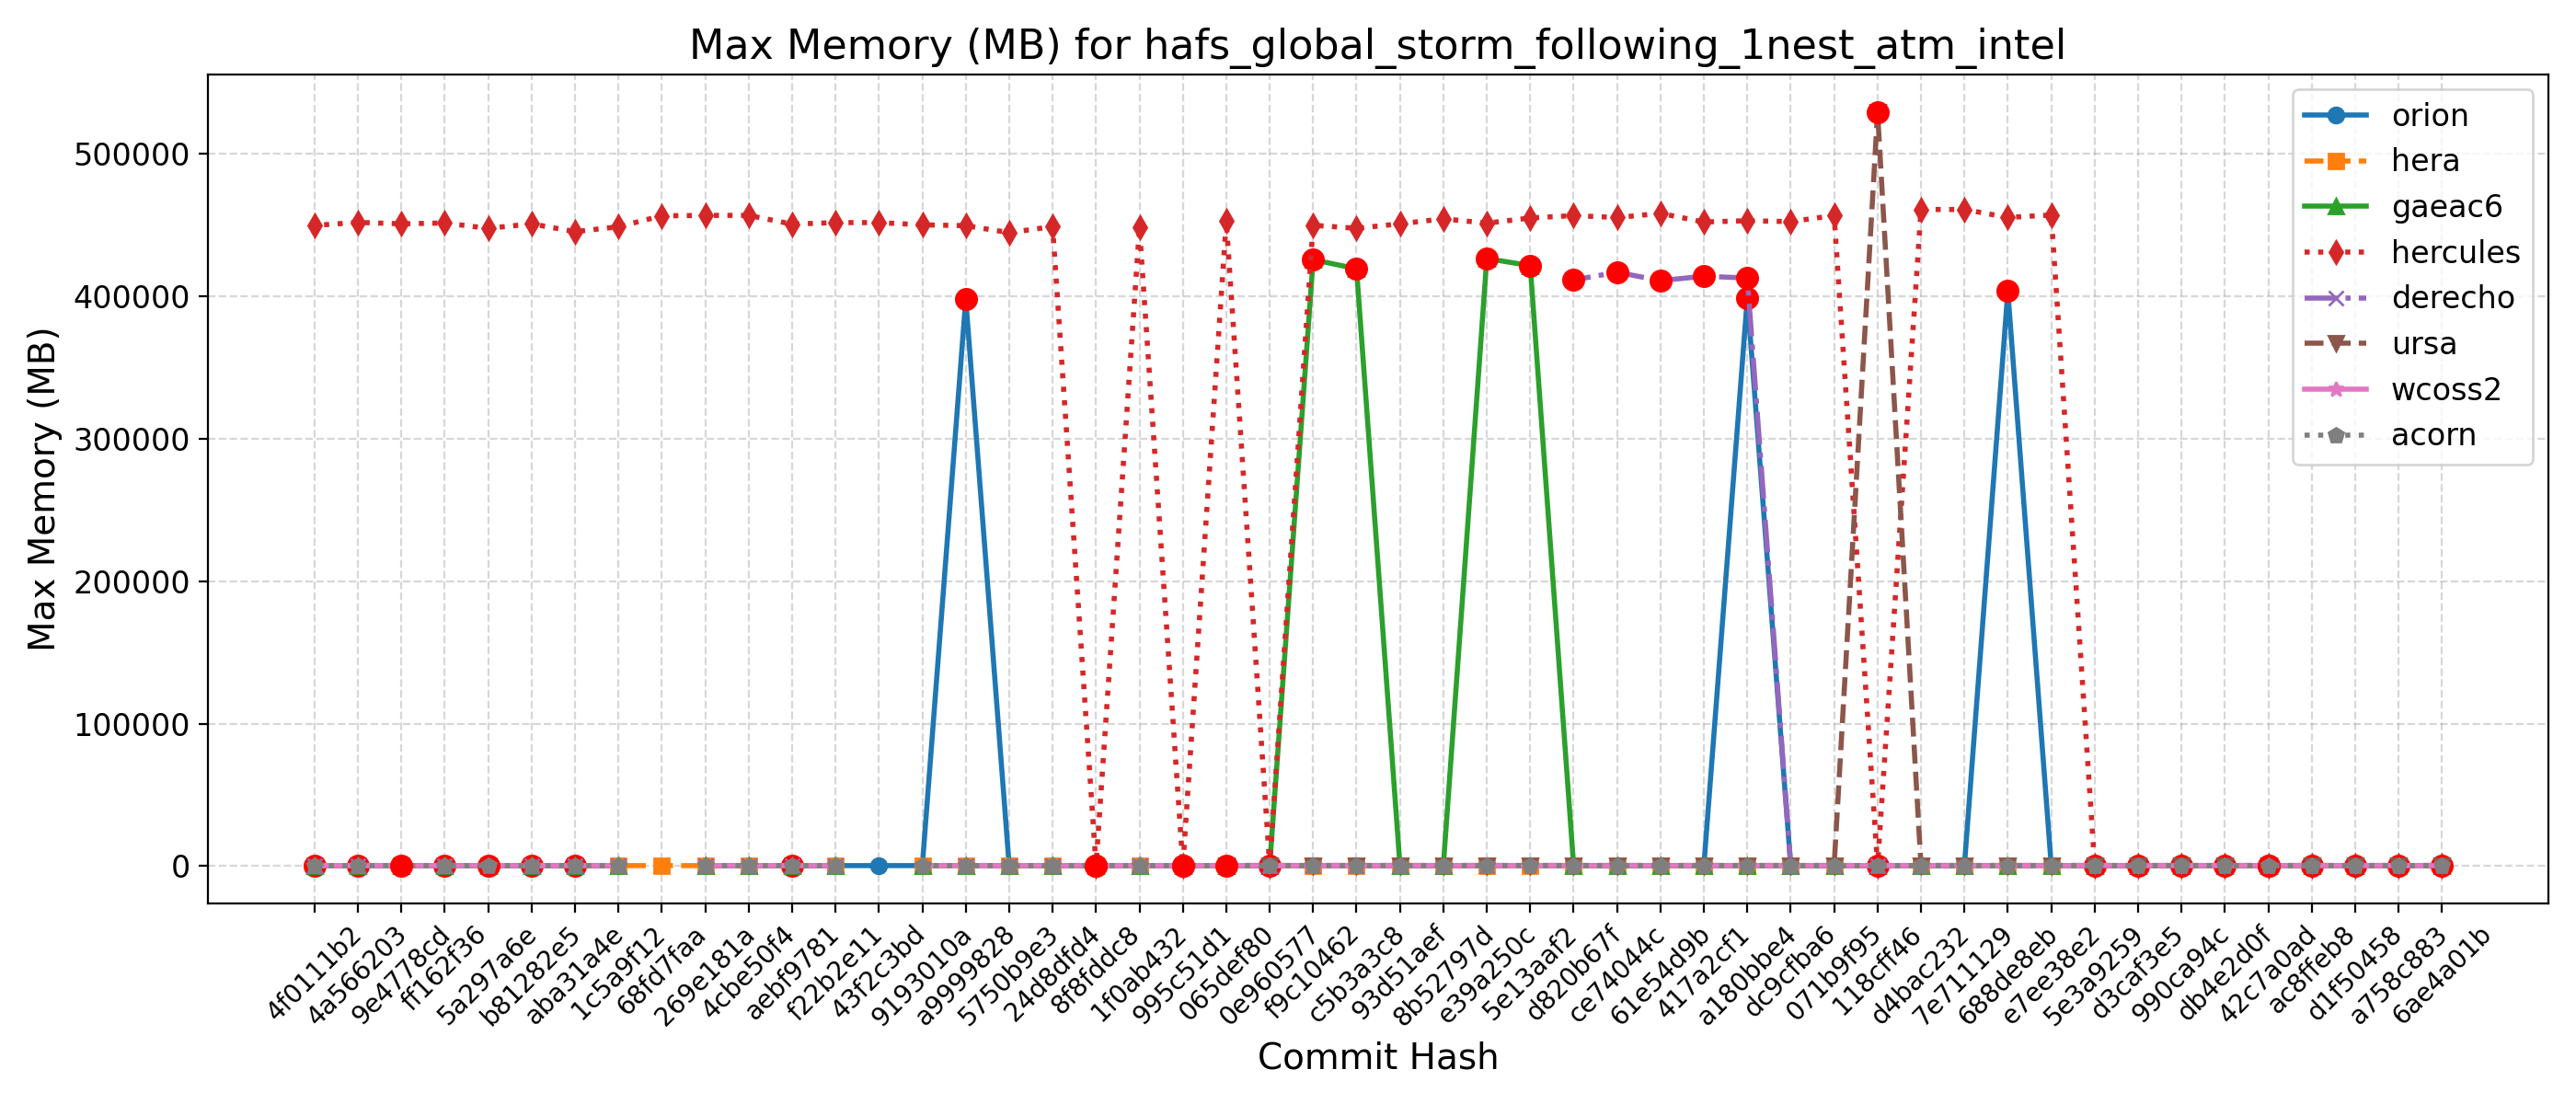 Max Memory (MB) for hafs_global_storm_following_1nest_atm_intel
Max Memory (MB)
500000
400000
300000
200000
100000
0
orion
hera
gaeac6
hercules
derecho
ursa
wcoss2
acorn
4f0111b2
4a566203
9e4778cd
ff162f36
5a297a6e
b81282e5
aba31a4e
1c5a9f12
68fd7faa
269e181a
4cbe50f4
aebf9781
f22b2e11
43f2c3bd
9193010a
a9999828
5750b9e3
24d8dfd4
8f8fddc8
1f0ab432
995c51d1
065def80
0e960577
f9c10462
c5b3a3c8
93d51aef
8b52797d
e39a250c
5e13aaf2
d820b67f
ce74044c
61e54d9b
417a2cf1
a180bbe4
dc9cfba6
071b9f95
118cff46
d4bac232
7e711129
688de8eb
e7ee38e2
5e3a9259
d3caf3e5
990ca94c
db4e2d0f
42c7a0ad
ac8ffeb8
d1f50458
a758c883
6ae4a01b
Commit Hash